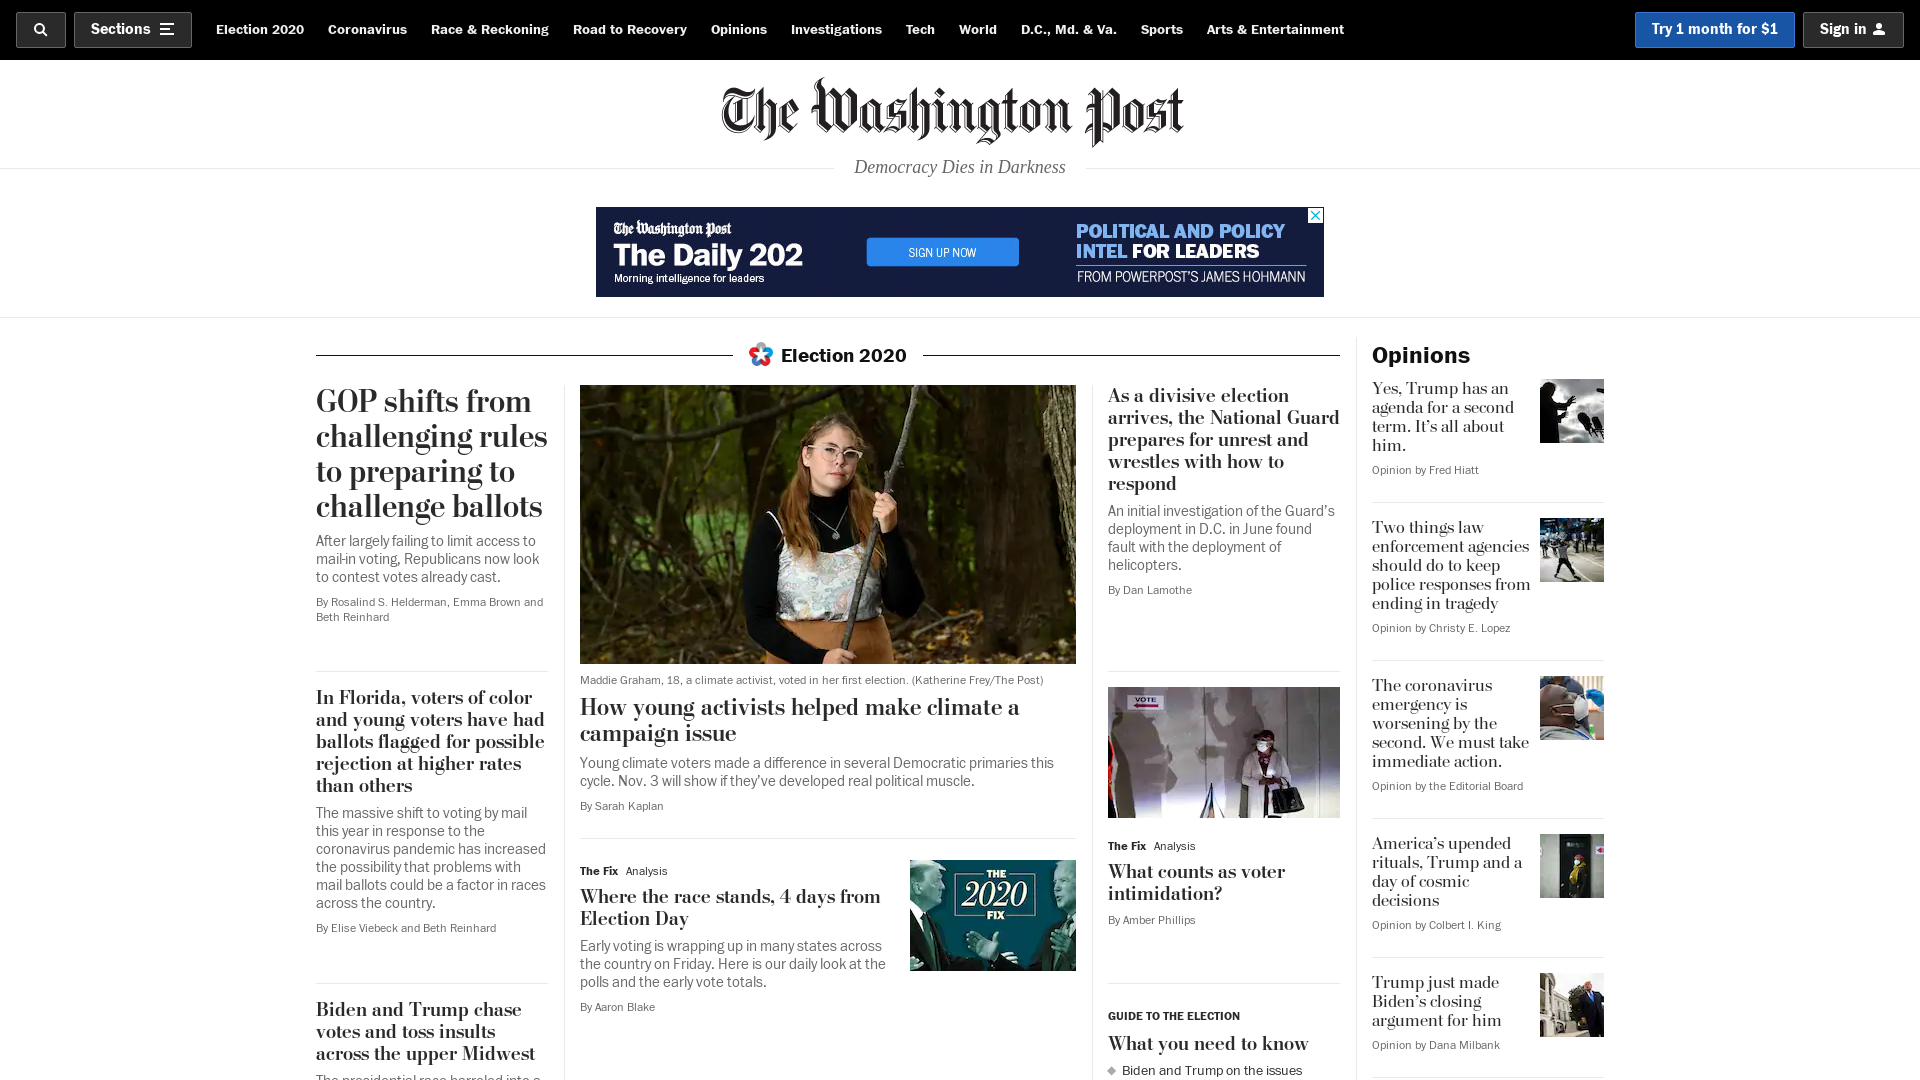 Sections
Election 2020
Coronavirus
Race & Reckoning
Road to Recovery
Opinions
Investigations
Tech
World
D.C., Md. & Va.
Sports
Arts & Entertainment
Try 1 month for $1
Sign in
The Washington Post
Democracy Dies in Darkness
The Washington Post
The Daily 202
Morning intelligence for leaders
SIGN UP NOW
POLITICAL AND POLICY
INTEL FOR LEADERS
FROM POWERPOST'S JAMES HOHMANN
Election 2020
GOP shifts from
challenging rules
to preparing to
challenge ballots
After largely failing to limit access to
mail-in voting, Republicans now look
to contest votes already cast.
By Rosalind S. Helderman, Emma Brown and
Beth Reinhard
In Florida, voters of color
and young voters have had
ballots flagged for possible
rejection at higher rates
than others
The massive shift to voting by mail
this year in response to the
coronavirus pandemic has increased
the possibility that problems with
mail ballots could be a factor in races
across the country.
By Elise Viebeck and Beth Reinhard
Biden and Trump chase
votes and toss insults
across the upper Midwest
The presidential race barreled into a
Maddie Graham, 18, a climate activist, voted in her first election. (Katherine Frey/The Post)
How young activists helped make climate a
campaign issue
Young climate voters made a difference in several Democratic primaries this
cycle. Nov. 3 will show if they’ve developed real political muscle.
By Sarah Kaplan
The Fix Analysis
Where the race stands, 4 days from
Election Day
Early voting is wrapping up in many states across
the country on Friday. Here is our daily look at the
polls and the early vote totals.
By Aaron Blake
THE
2020
FIX
As a divisive election
arrives, the National Guard
prepares for unrest and
wrestles with how to
respond
An initial investigation of the Guard’s
deployment in D.C. in June found
fault with the deployment of
helicopters.
By Dan Lamothe
VOTE
The Fix Analysis
What counts as voter
intimidation?
By Amber Phillips
GUIDE TO THE ELECTION
What you need to know
Biden and Trump on the issues
Opinions
Yes, Trump has an
agenda for a second
term. It’s all about
him.
Opinion by Fred Hiatt
Two things law
enforcement agencies
should do to keep
police responses from
ending in tragedy
Opinion by Christy E. Lopez
The coronavirus
emergency is
worsening by the
second. We must take
immediate action.
Opinion by the Editorial Board
America’s upended
rituals, Trump and a
day of cosmic
decisions
Opinion by Colbert I. King
Trump just made
Biden’s closing
argument for him
Opinion by Dana Milbank